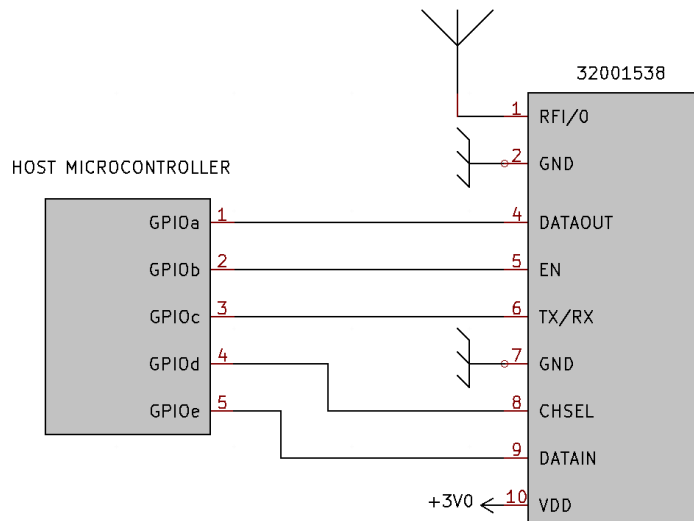 32001538
1 RFI/O
2 GND
HOST MICROCONTROLLER
GPIOa 1 4 DATAOUT
GPIOb 2 5 EN
GPIOc 3 6 TX/RX
GPIOd 4 7 GND
GPIOe 5 8 CHSEL
9 DATAIN
+3V0 10 VDD